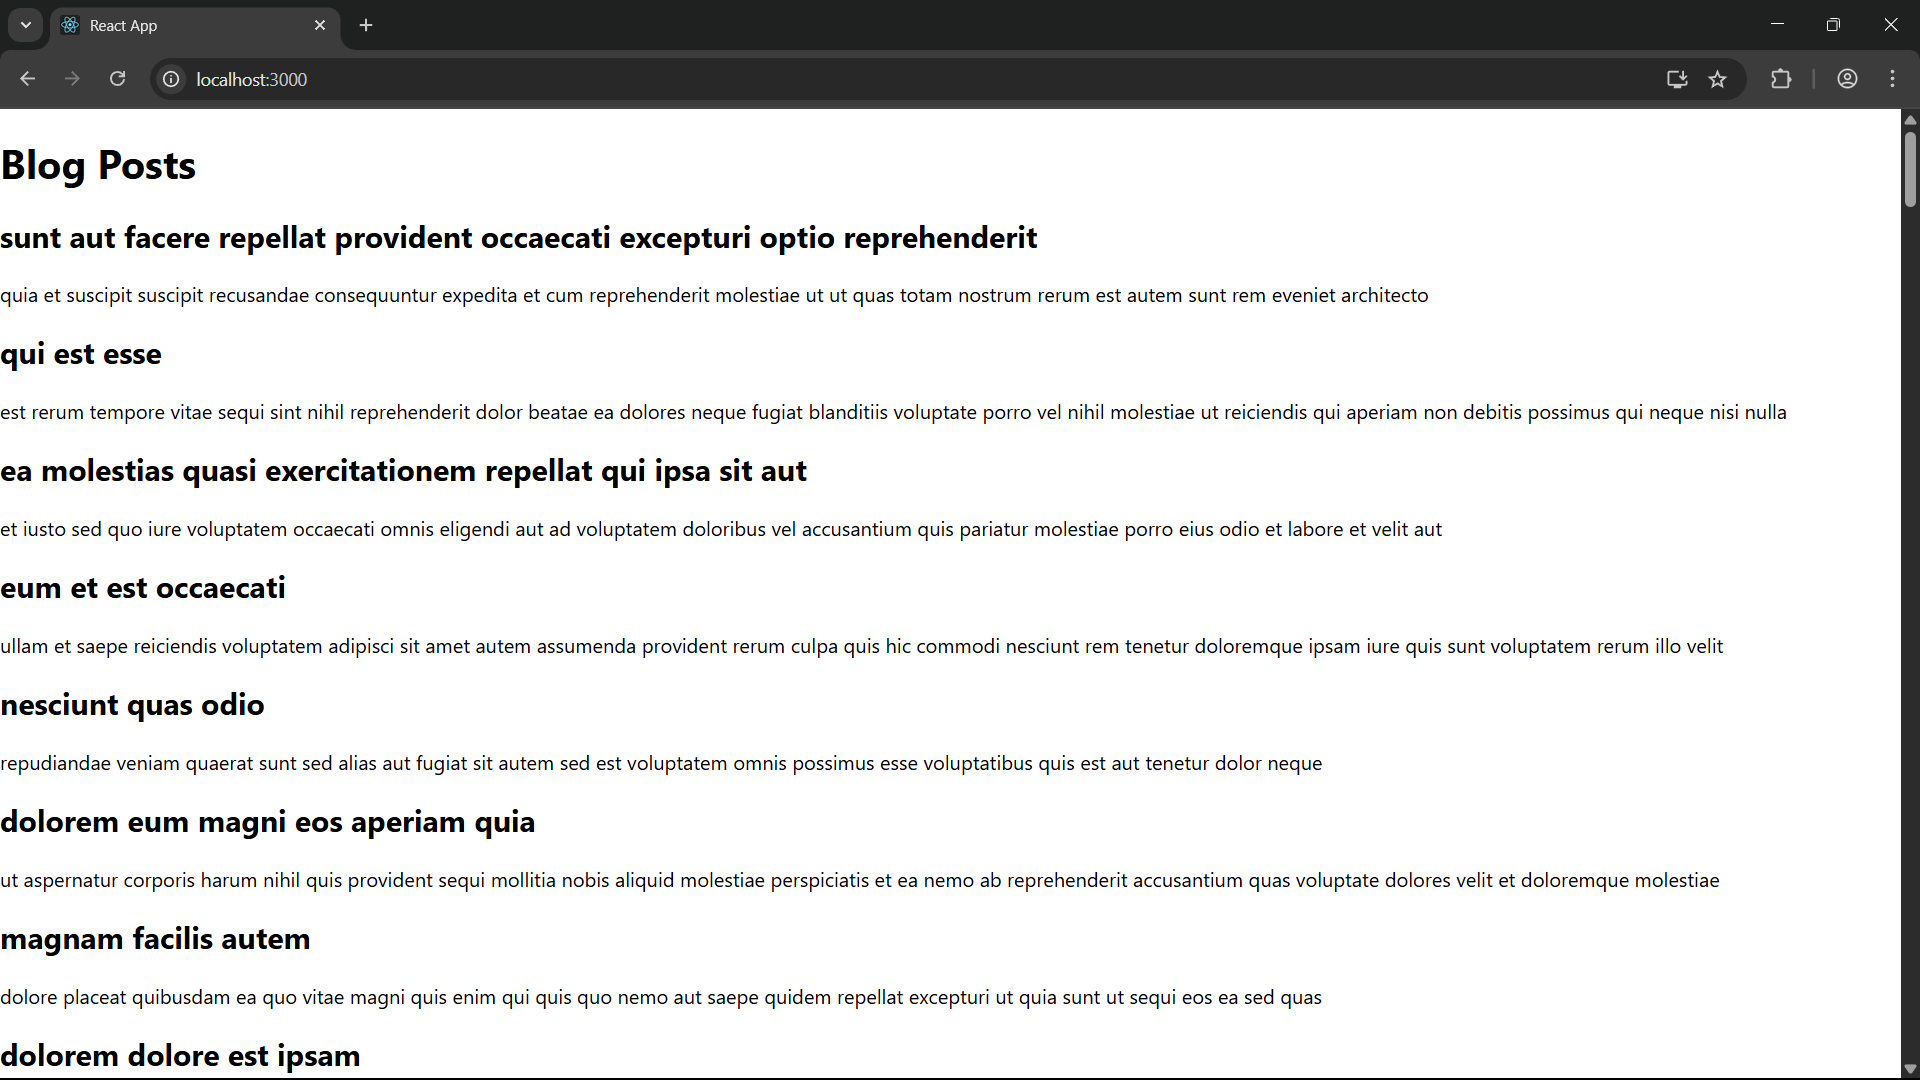 React App
localhost:3000
Blog Posts
sunt aut facere repellat provident occaecati excepturi optio reprehenderit
quia et suscipit suscipit recusandae consequuntur expedita et cum reprehenderit molestiae ut ut quas totam nostrum rerum est autem sunt rem eveniet architecto
qui est esse
est rerum tempore vitae sequi sint nihil reprehenderit dolor beatae ea dolores neque fugiat blanditiis voluptate porro vel nihil molestiae ut reiciendis qui aperiam non debitis possimus qui neque nisi nulla
ea molestias quasi exercitationem repellat qui ipsa sit aut
et iusto sed quo iure voluptatem occaecati omnis eligendi aut ad voluptatem doloribus vel accusantium quis pariatur molestiae porro eius odio et labore et velit aut
eum et est occaecati
ullam et saepe reiciendis voluptatem adipisci sit amet autem assumenda provident rerum culpa quis hic commodi nesciunt rem tenetur doloremque ipsam iure quis sunt voluptatem rerum illo velit
nesciunt quas odio
repudiandae veniam quaerat sunt sed alias aut fugiat sit autem sed est voluptatem omnis possimus esse voluptatibus quis est aut tenetur dolor neque
dolorem eum magni eos aperiam quia
ut aspernatur corporis harum nihil quis provident sequi mollitia nobis aliquid molestiae perspiciatis et ea nemo ab reprehenderit accusantium quas voluptate dolores velit et doloremque molestiae
magnam facilis autem
dolore placeat quibusdam ea quo vitae magni quis enim qui quis quo nemo aut saepe quidem repellat excepturi ut quia sunt ut sequi eos ea sed quas
dolorem dolore est ipsam